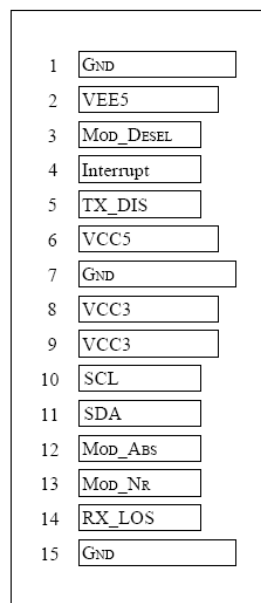 1 GND
2 VEE5
3 MOD_DESEL
4 Interrupt
5 TX_DIS
6 VCC5
7 GND
8 VCC3
9 VCC3
10 SCL
11 SDA
12 MOD_ABS
13 MOD_NR
14 RX_LOS
15 GND